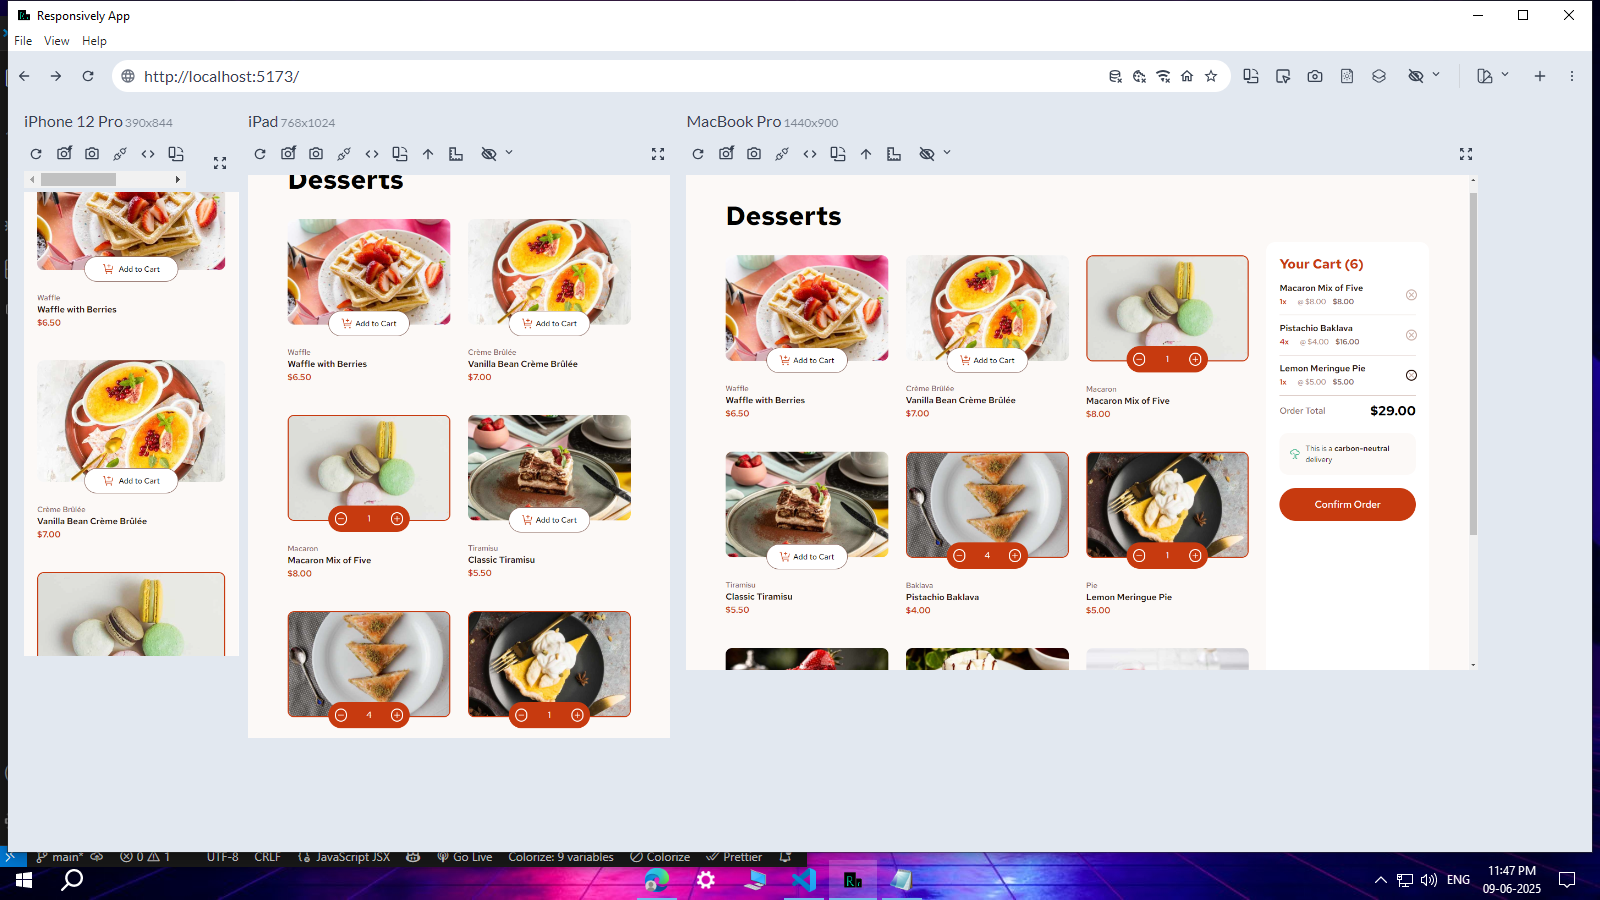 Responsively App
File View Help
http://localhost:5173/
iPhone 12 Pro 390x844
iPad 768x1024
MacBook Pro 1440x900
Add to Cart
Waffle
Waffle with Berries
$6.50
Add to Cart
Crème Brûlée
Vanilla Bean Crème Brûlée
$7.00
Desserts
Add to Cart
Add to Cart
Waffle
Crème Brûlée
Waffle with Berries
Vanilla Bean Crème Brûlée
$6.50
$7.00
1
Add to Cart
Macaron
Tiramisu
Macaron Mix of Five
Classic Tiramisu
$8.00
$5.50
4
1
Desserts
Add to Cart
Add to Cart
1
Waffle
Crème Brûlée
Macaron
Waffle with Berries
Vanilla Bean Crème Brûlée
Macaron Mix of Five
$6.50
$7.00
$8.00
Add to Cart
4
1
Tiramisu
Baklava
Pie
Classic Tiramisu
Pistachio Baklava
Lemon Meringue Pie
$5.50
$4.00
$5.00
Your Cart (6)
Macaron Mix of Five
1x @ $8.00 $8.00
Pistachio Baklava
4x @ $4.00 $16.00
Lemon Meringue Pie
1x @ $5.00 $5.00
Order Total $29.00
This is a carbon-neutral
delivery
Confirm Order
main* 0 1 UTF-8 CRLF JavaScript JSX Go Live Colorize: 9 variables Colorize Prettier
ENG
11:47 PM
09-06-2025